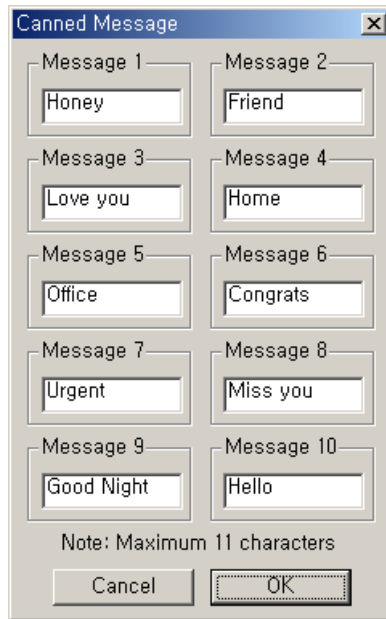 Canned Message
Message 1 Message 2
Honey Friend
Message 3 Message 4
Love you Home
Message 5 Message 6
Office Congrats
Message 7 Message 8
Urgent Miss you
Message 9 Message 10
Good Night Hello
Note: Maximum 11 characters
Cancel OK